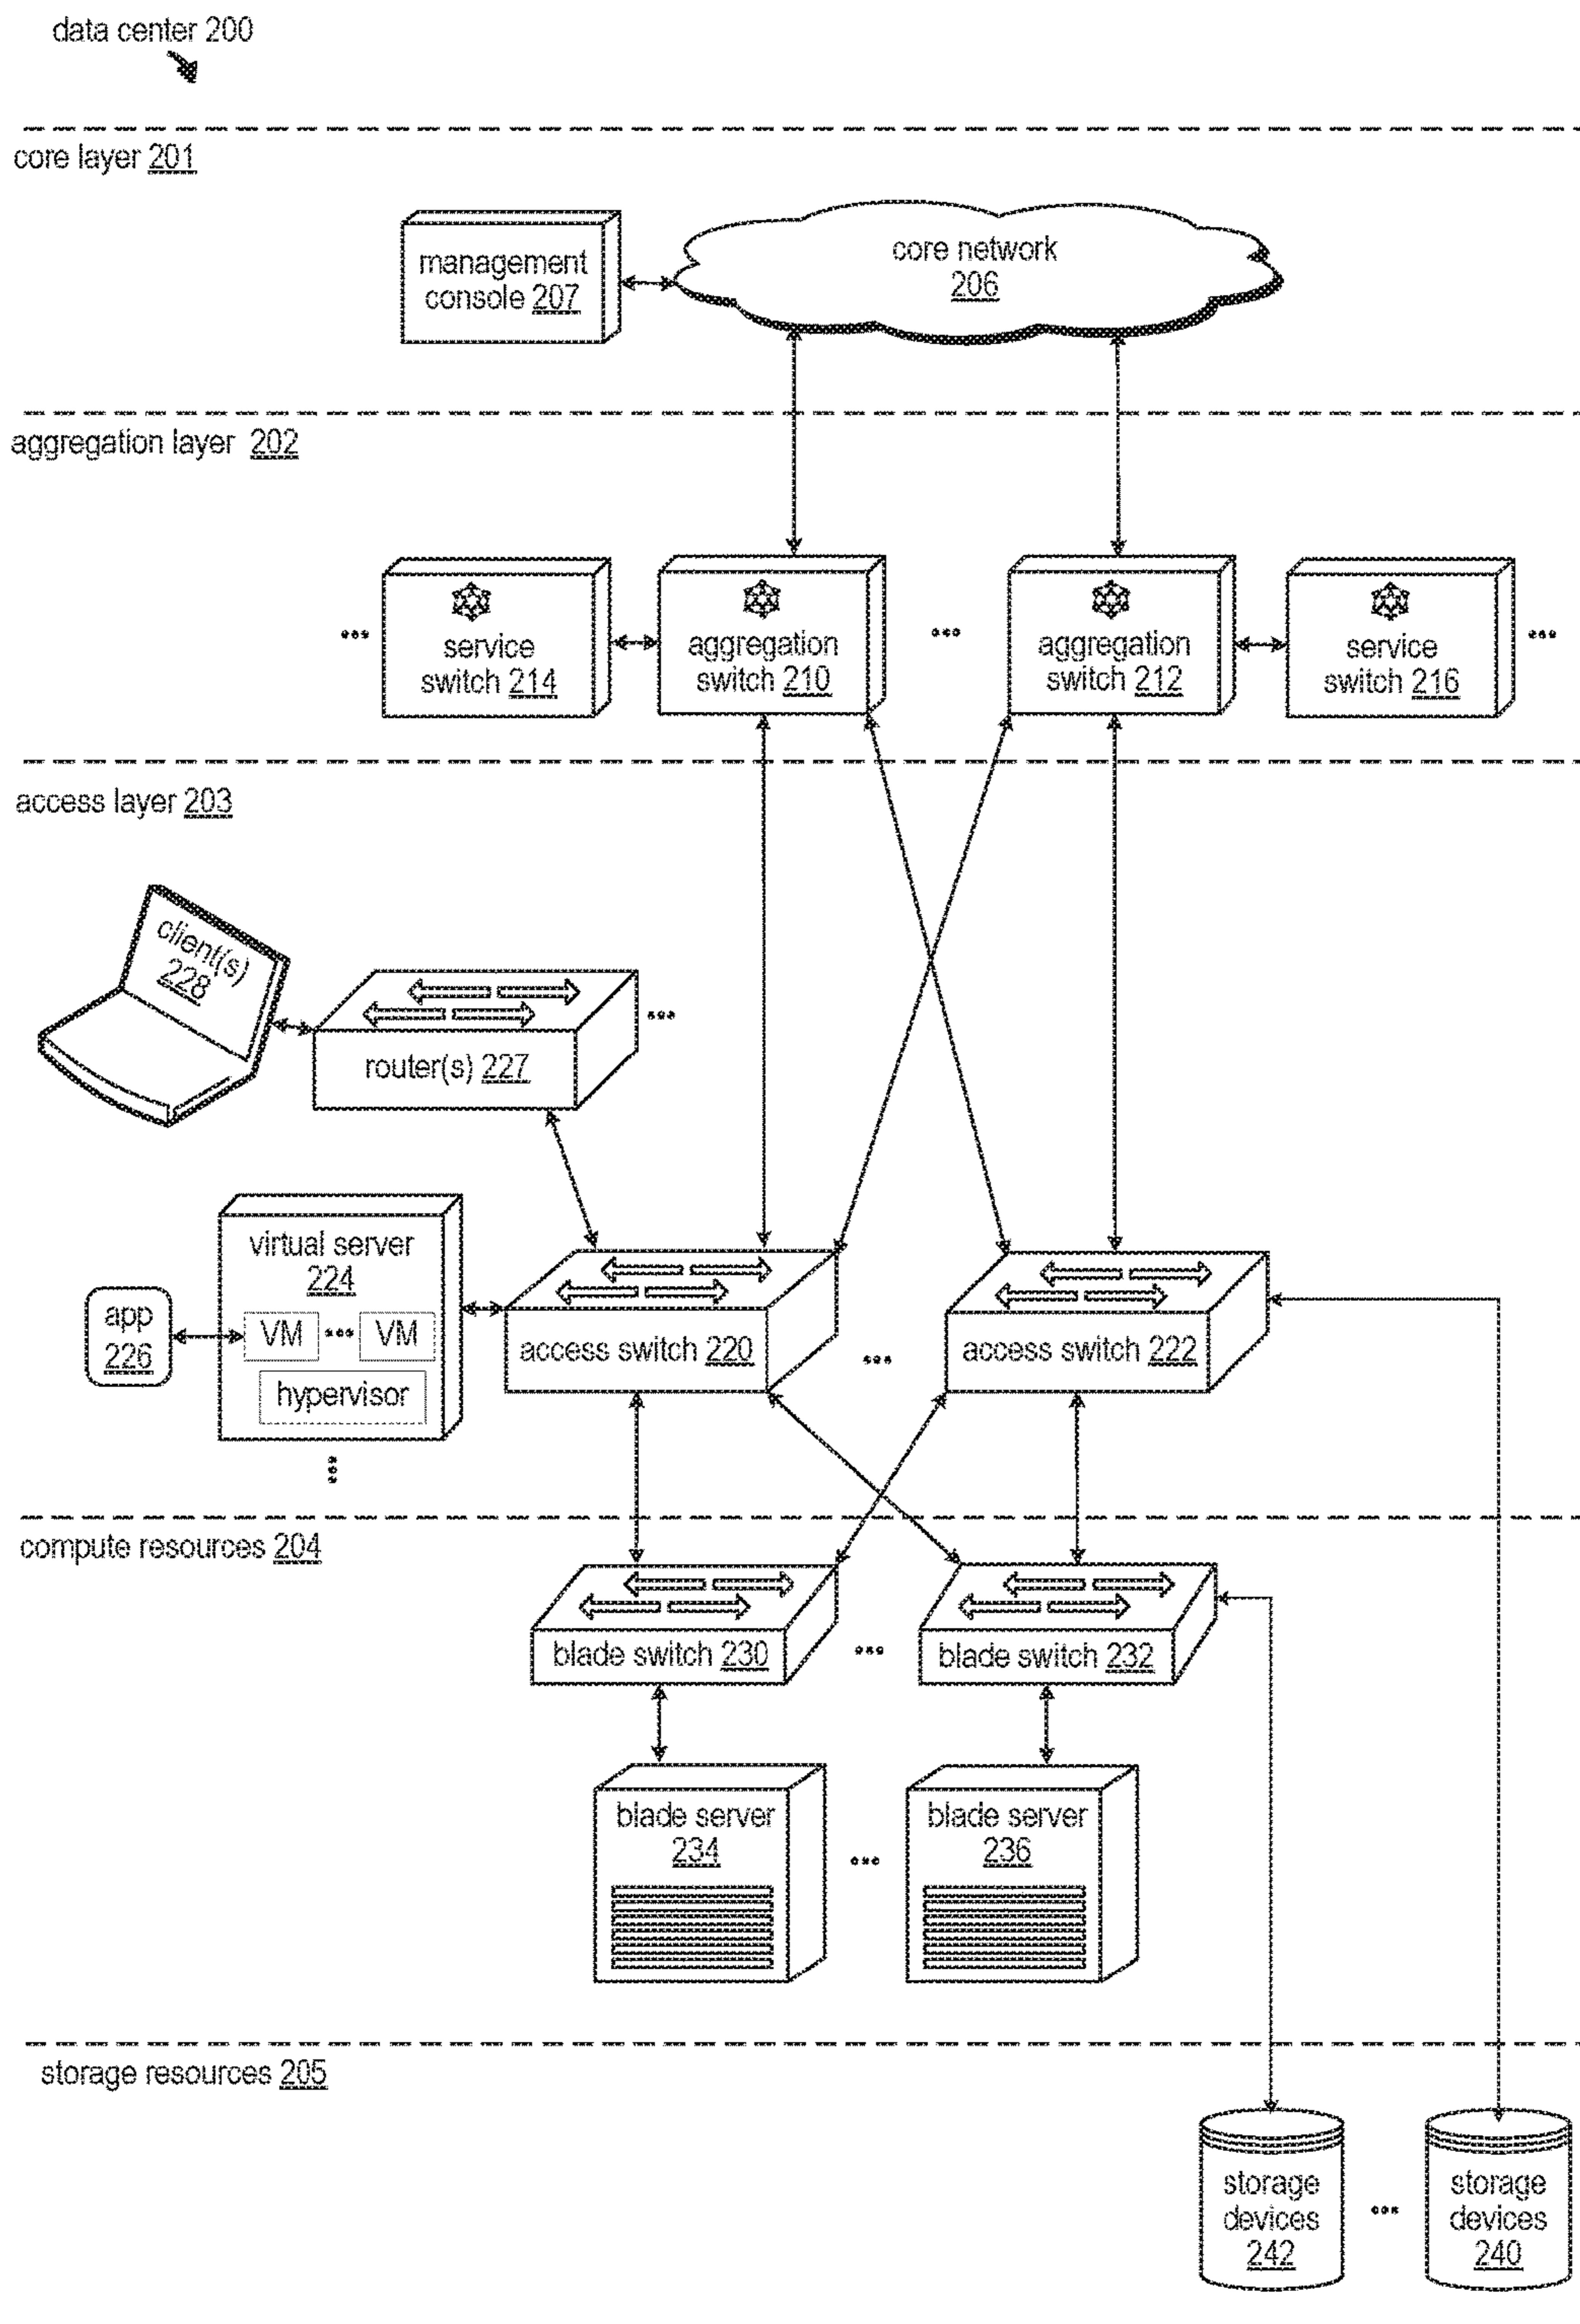 data center 200
core layer 201
management
console 207
core network
206
aggregation layer 202
service
switch 214
aggregation
switch 210
aggregation
switch 212
service
switch 216
access layer 203
client(s)
228
router(s) 227
virtual server
224
VM ... VM
hypervisor
app
226
access switch 220
access switch 222
compute resources 204
blade switch 230
blade switch 232
blade server
234
blade server
236
storage resources 205
storage
devices
242
storage
devices
240